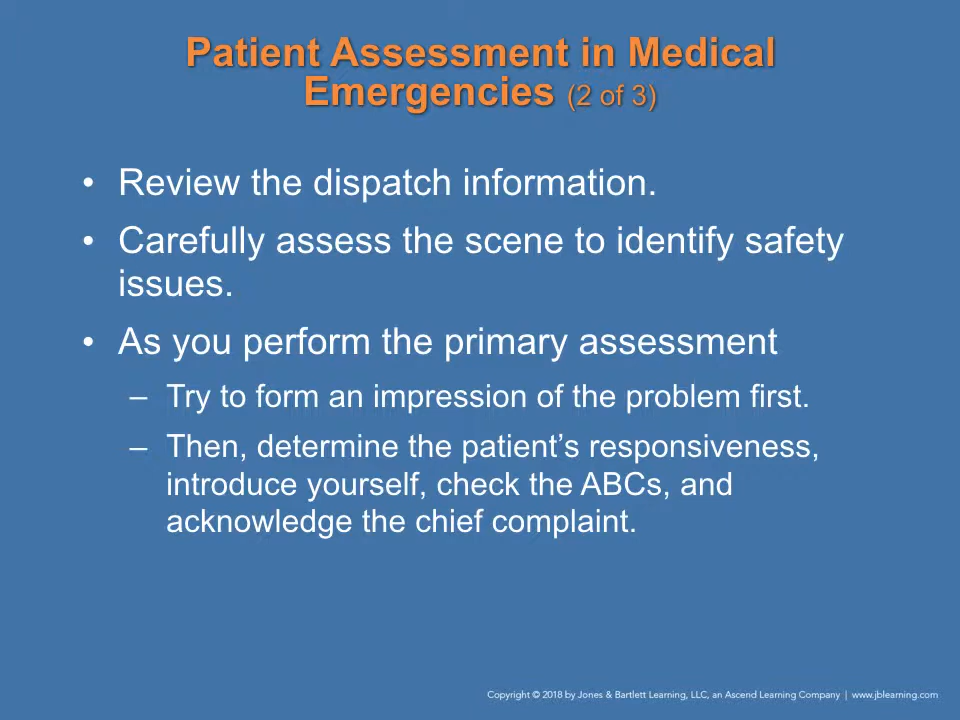 Patient Assessment in Medical
Emergencies (2 of 3)
• Review the dispatch information.
• Carefully assess the scene to identify safety
issues.
• As you perform the primary assessment
– Try to form an impression of the problem first.
– Then, determine the patient’s responsiveness,
introduce yourself, check the ABCs, and
acknowledge the chief complaint.
Copyright © 2018 by Jones & Bartlett Learning, LLC, an Ascend Learning Company | www.jblearning.com